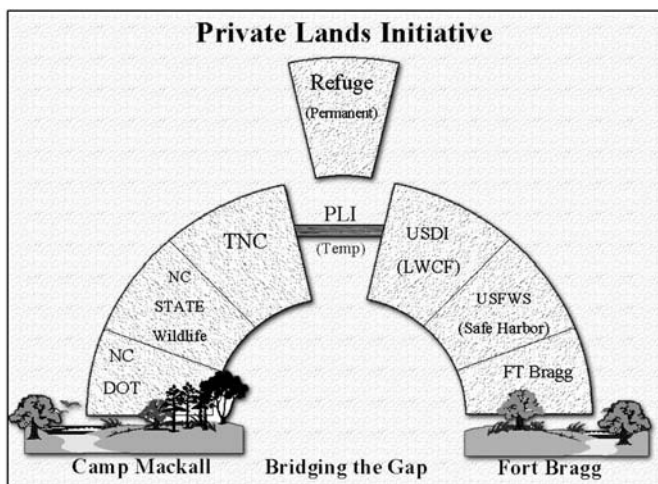 Private Lands Initiative
Refuge
(Permanent)
PLI
(Temp)
TNC
NC
STATE
Wildlife
NC
DOT
USDI
(LWCF)
USFWS
(Safe Harbor)
FT Bragg
Camp Mackall
Bridging the Gap
Fort Bragg